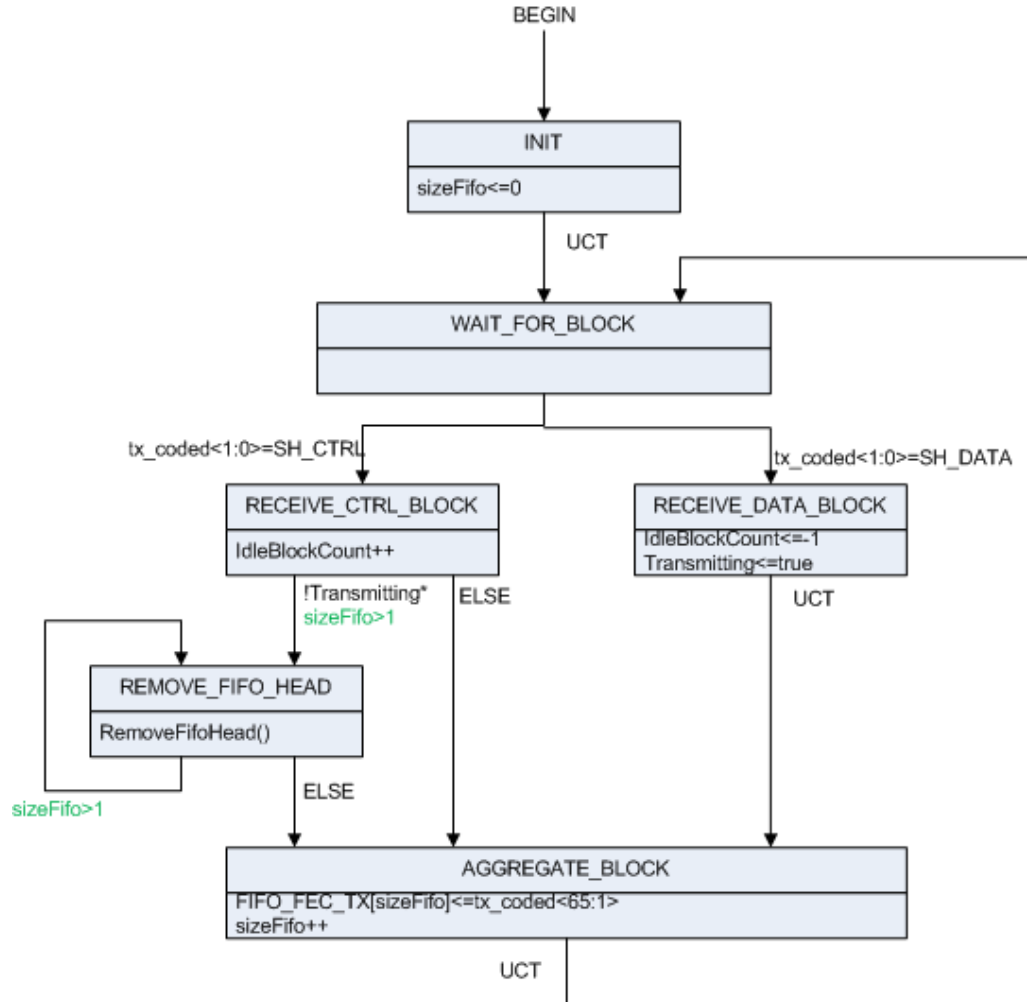 BEGIN
INIT
sizeFifo<=0
UCT
WAIT_FOR_BLOCK
tx_coded<1:0>=SH_CTRL
tx_coded<1:0>=SH_DATA
RECEIVE_CTRL_BLOCK
IdleBlockCount++
RECEIVE_DATA_BLOCK
IdleBlockCount<=-1
Transmitting<=true
!Transmitting*
sizeFifo>1
ELSE
UCT
REMOVE_FIFO_HEAD
RemoveFifoHead()
sizeFifo>1
ELSE
AGGREGATE_BLOCK
FIFO_FEC_TX[sizeFifo]<=tx_coded<65:1>
sizeFifo++
UCT